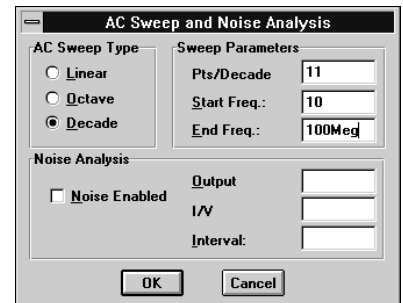 AC Sweep and Noise Analysis
AC Sweep Type
Linear
Octave
Decade
Sweep Parameters
Pts/Decade 11
Start Freq.: 10
End Freq.: 100Meg
Noise Analysis
Noise Enabled
Output
I/V
Interval:
OK Cancel